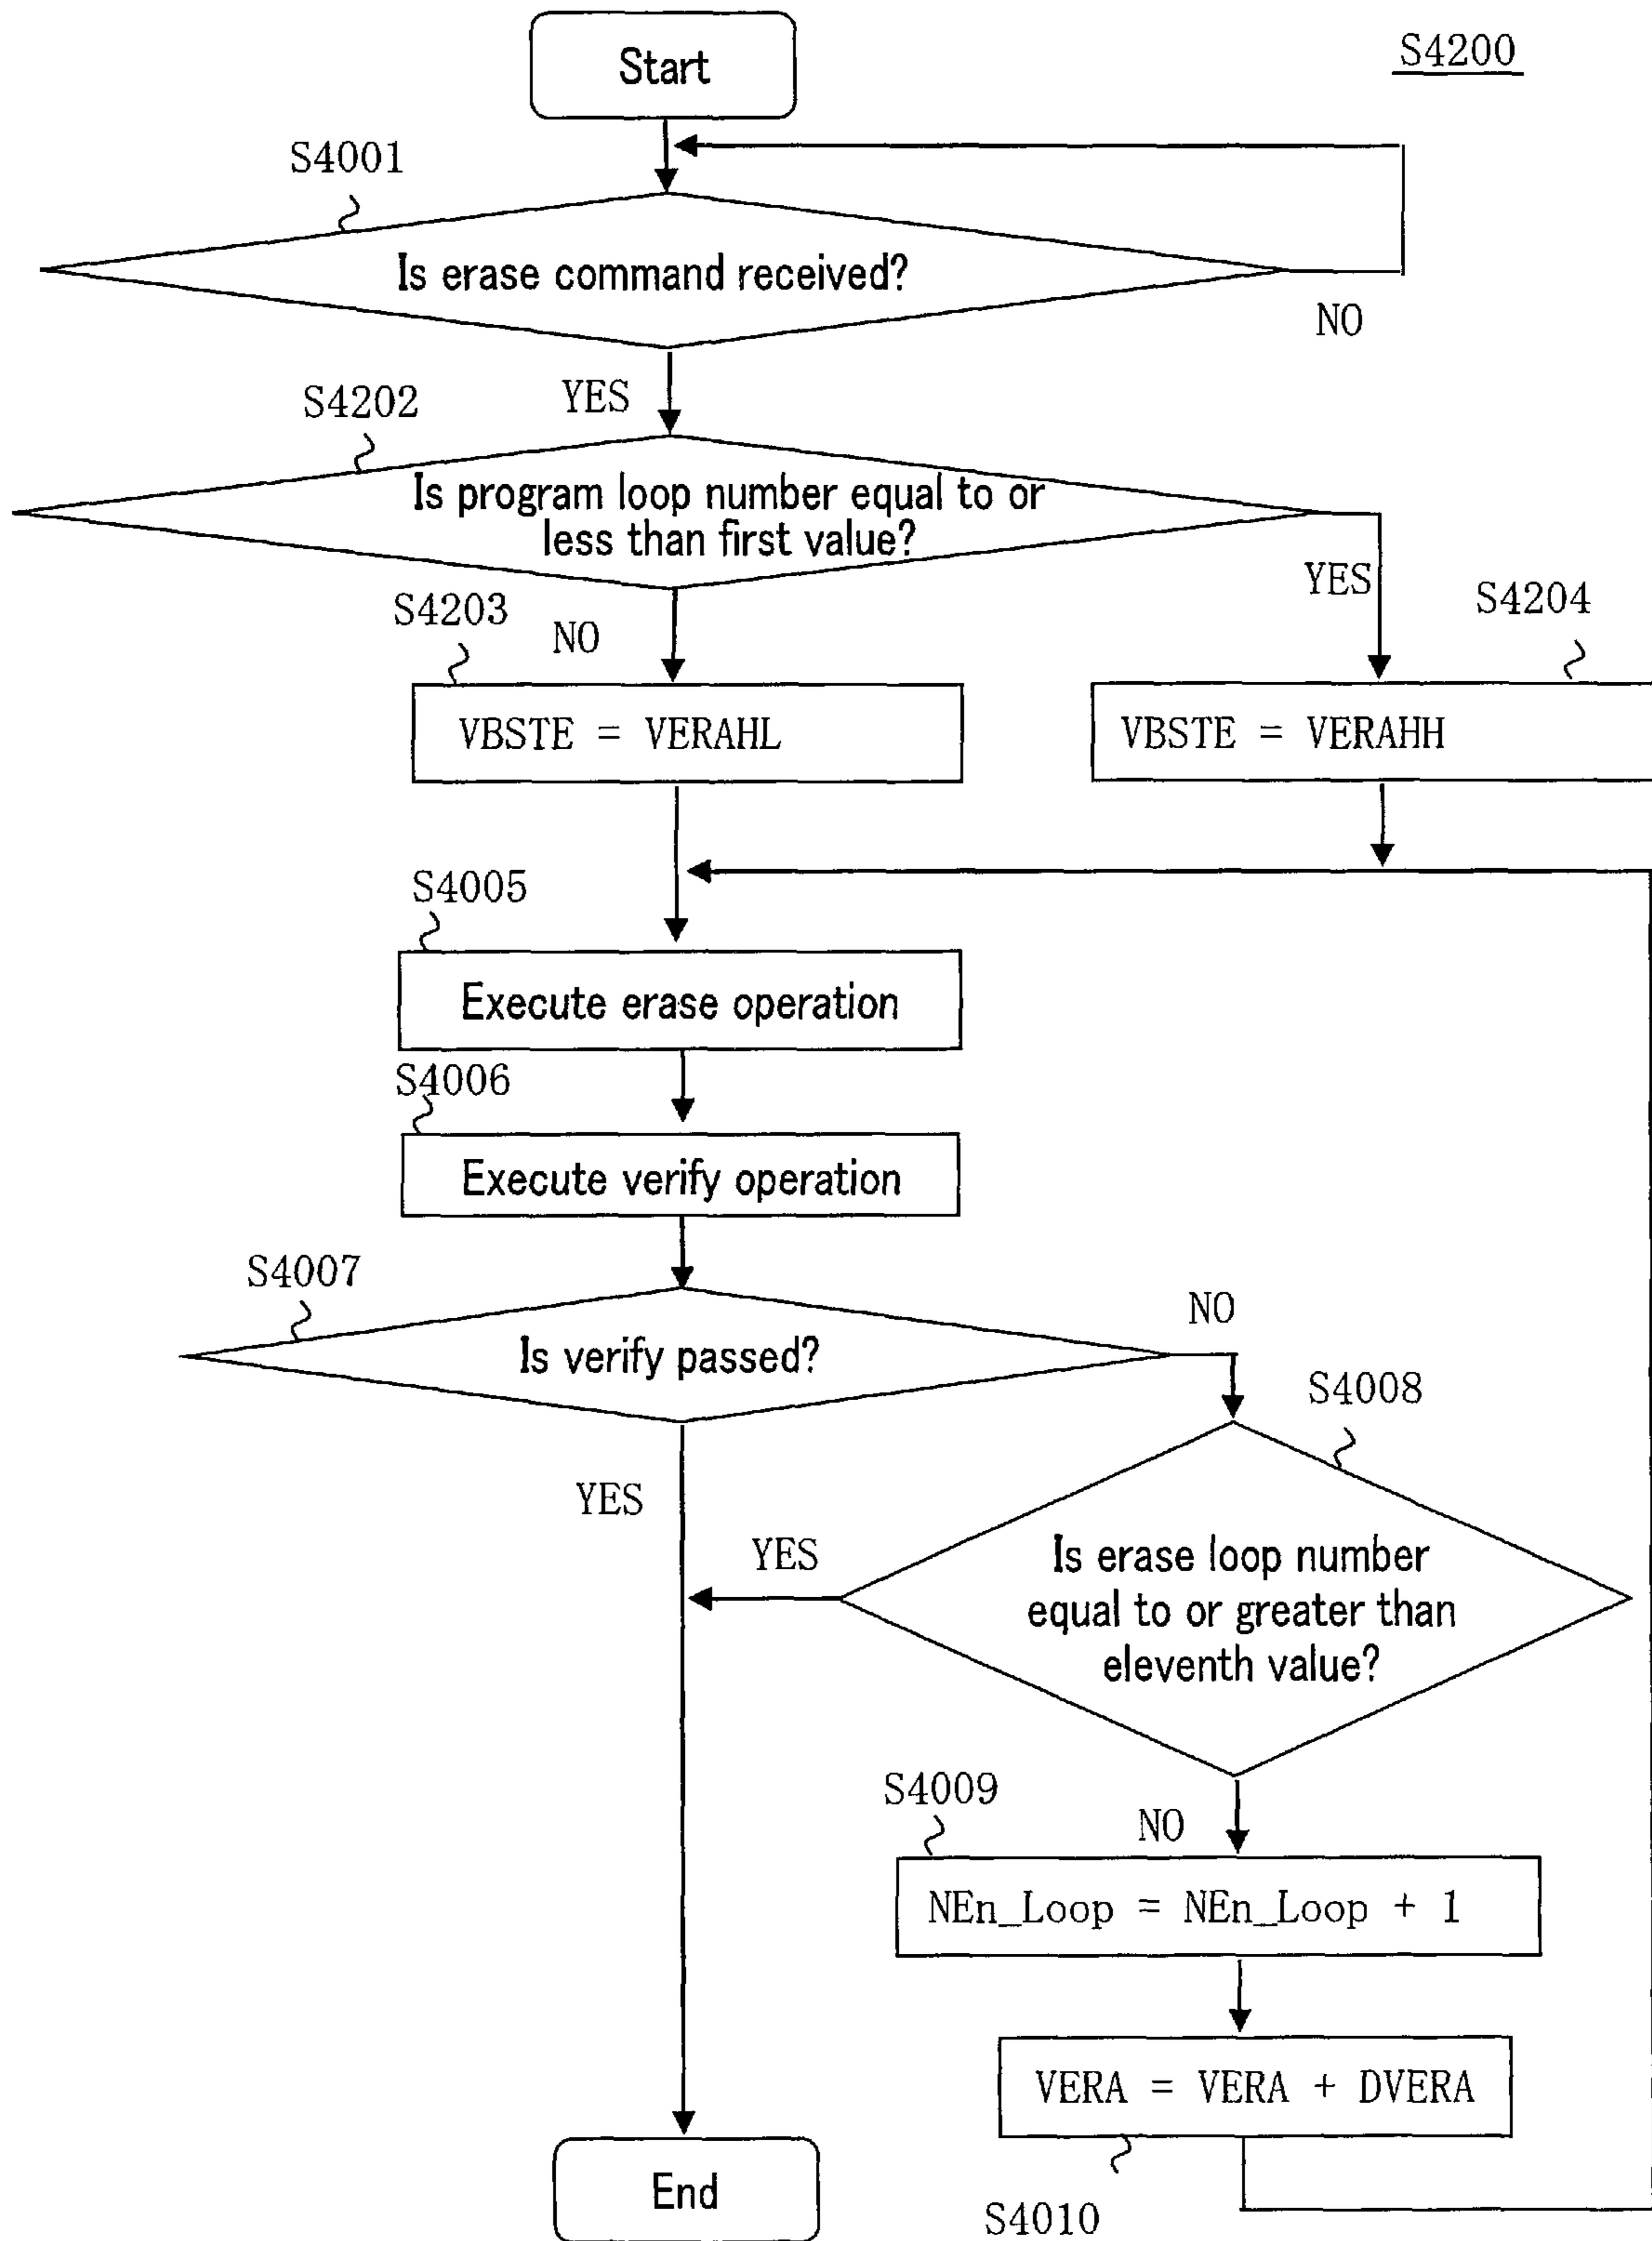 Start
S4200
S4001
Is erase command received?
NO
YES
S4202
Is program loop number equal to or
less than first value?
YES
S4203
NO
S4204
VBSTE = VERAHL
VBSTE = VERAHH
S4005
Execute erase operation
S4006
Execute verify operation
S4007
NO
Is verify passed?
S4008
YES
YES
Is erase loop number
equal to or greater than
eleventh value?
S4009
NO
NEn_Loop = NEn_Loop + 1
VERA = VERA + DVERA
End
S4010